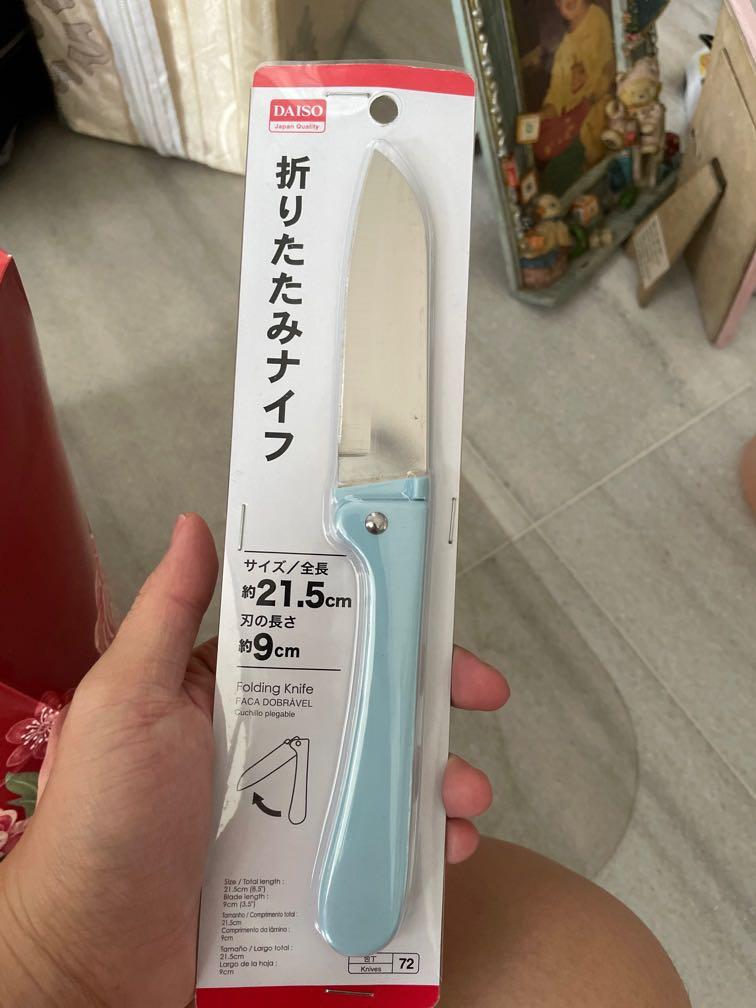 DAISO
Japan Quality
折りたたみナイフ
サイズ/全長
約21.5cm
刃の長さ
約9cm
Folding Knife
FACA DOBRÁVEL
Cuchillo plegable
Size / Total length :
21.5cm (8.5")
Blade length :
9cm (3.5")
Tamanho / Comprimento total :
21.5cm
Comprimento da lâmina :
9cm
Tamaño / Largo total :
21.5cm
Largo de la hoja :
9cm
包丁
Knives
72